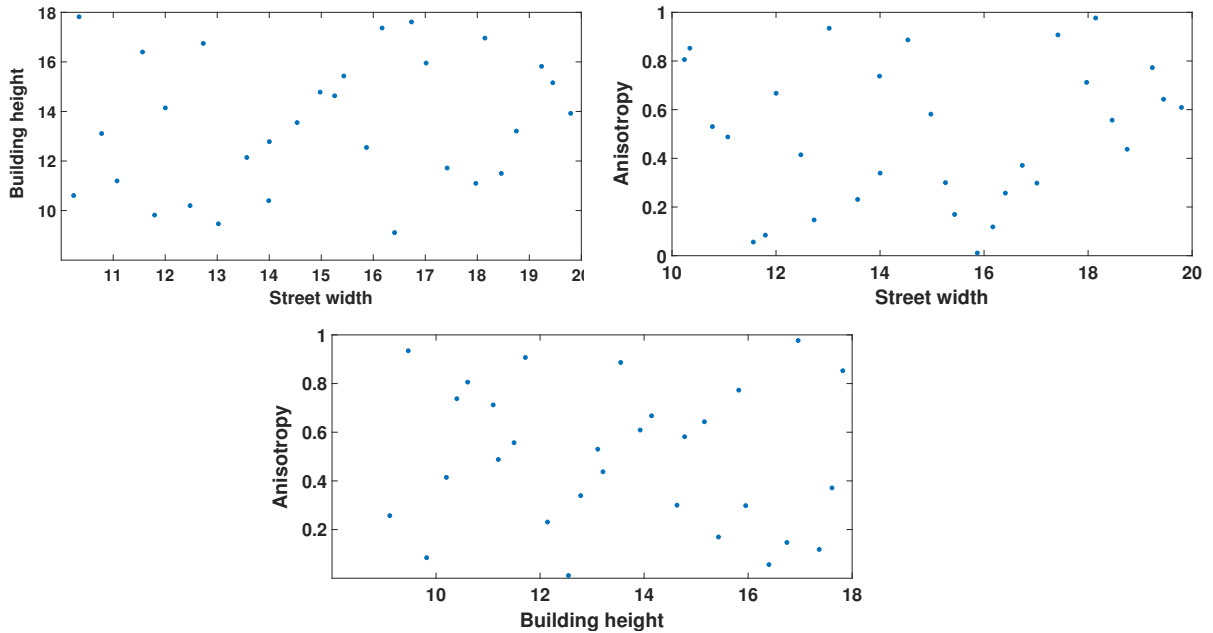 18
16
14
12
10
Building height
11 12 13 14 15 16 17 18 19 20
Street width
1
0.8
0.6
0.4
0.2
0
Anisotropy
10 12 14 16 18 20
Street width
1
0.8
0.6
0.4
0.2
Anisotropy
10 12 14 16 18
Building height